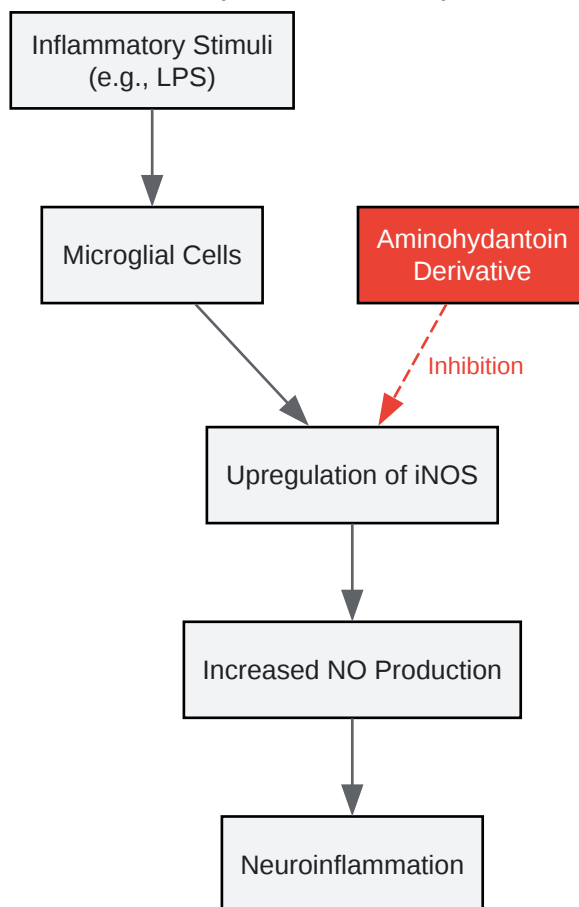 Inflammatory Stimuli
(e.g., LPS)
Microglial Cells
Aminohydantoin
Derivative
Inhibition
Upregulation of iNOS
Increased NO Production
Neuroinflammation